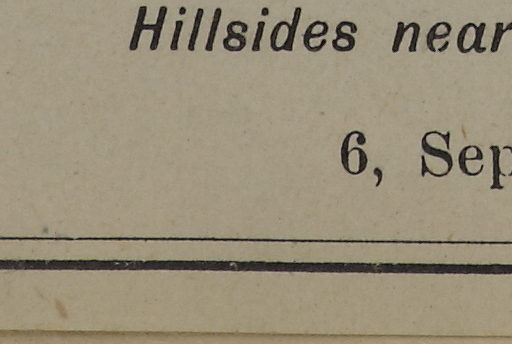 Hillsides near
6, Sep